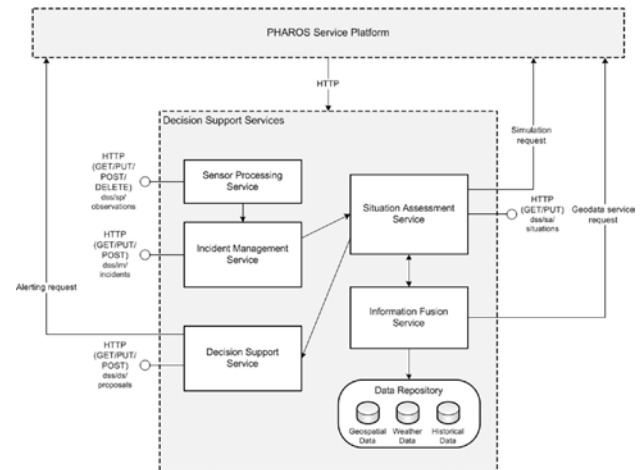 PHAROS Service Platform
HTTP
Decision Support Services
Simulation
request
HTTP
(GET/PUT/
POST/
DELETE)
dss/sp/
observations
Sensor Processing
Service
Situation Assessment
Service
HTTP
(GET/PUT)
dss/sa/
situations
Geodata services
request
HTTP
(GET/PUT/
POST)
dss/im/
incidents
Incident Management
Service
Alerting request
Information Fusion
Service
HTTP
(GET/PUT/
POST)
dss/ds/
proposals
Decision Support
Service
Data Repository
Geospatial
Data
Weather
Data
Historical
Data